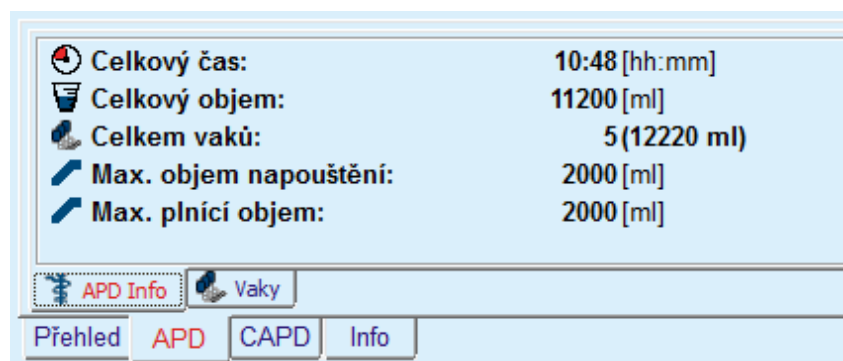 Celkový čas: 10:48 [hh:mm]
Celkový objem: 11200 [ml]
Celkem vaků: 5 (12220 ml)
Max. objem napouštění: 2000 [ml]
Max. plnící objem: 2000 [ml]
APD Info Vaky
Přehled APD CAPD Info